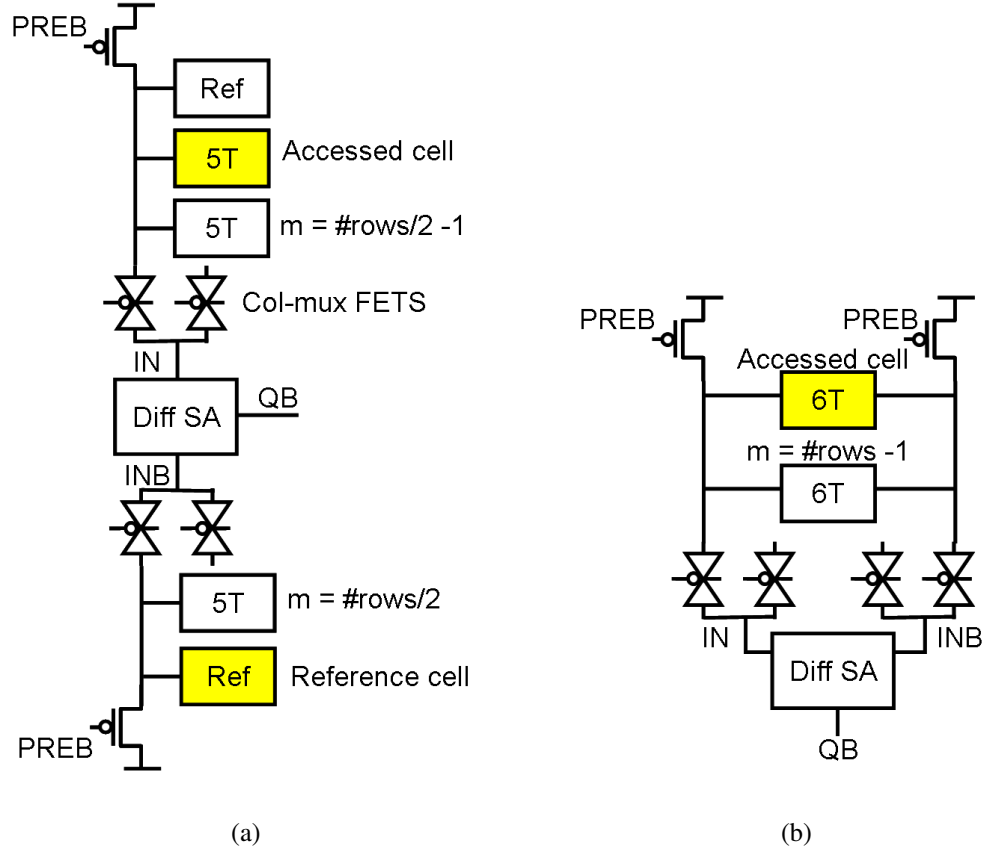 PREB
Ref
5T
Accessed cell
5T
m = #rows/2 -1
Col-mux FETS
IN
Diff SA
QB
INB
5T
m = #rows/2
Ref
Reference cell
PREB
(a)
PREB
PREB
Accessed cell
6T
m = #rows -1
6T
IN
INB
Diff SA
QB
(b)